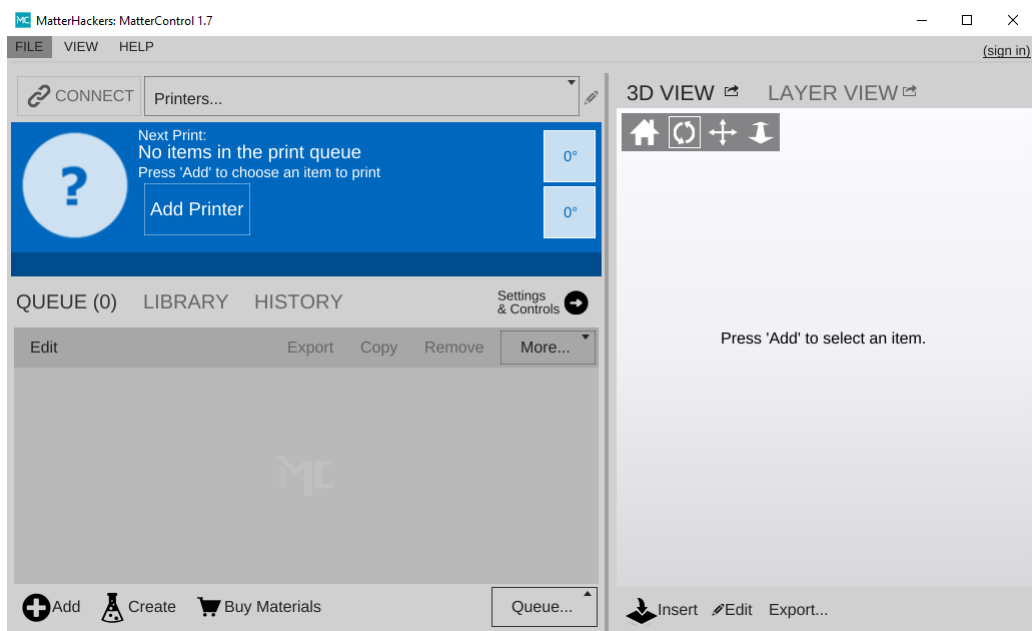 MC MatterHackers: MatterControl 1.7
FILE VIEW HELP
(sign in)
CONNECT Printers...
Next Print:
No items in the print queue
Press 'Add' to choose an item to print
Add Printer
0°
0°
QUEUE (0) LIBRARY HISTORY
Settings
& Controls
Edit Export Copy Remove More...
MC
Add Create Buy Materials Queue...
3D VIEW LAYER VIEW
Press 'Add' to select an item.
Insert Edit Export...